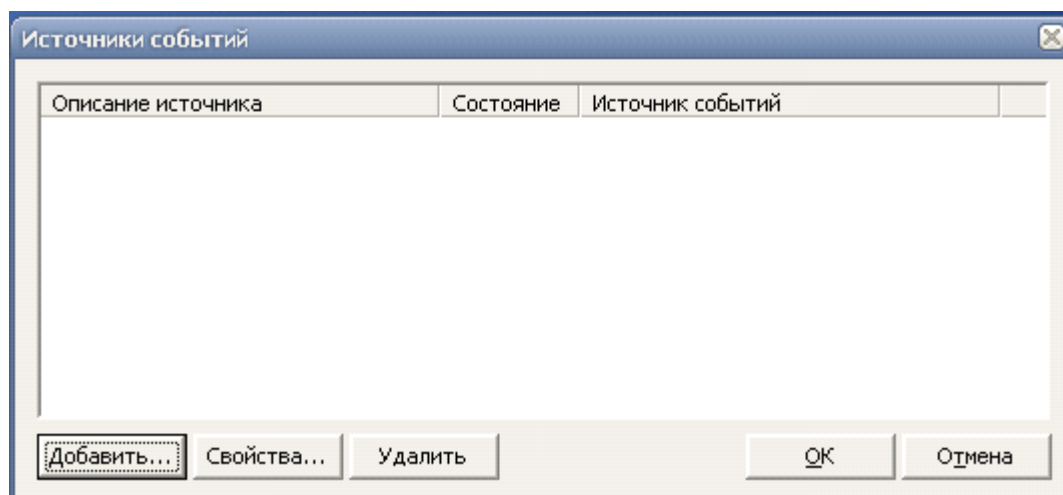 Источники событий
Описание источника Состояние Источник событий
Добавить... Свойства... Удалить OK Отмена